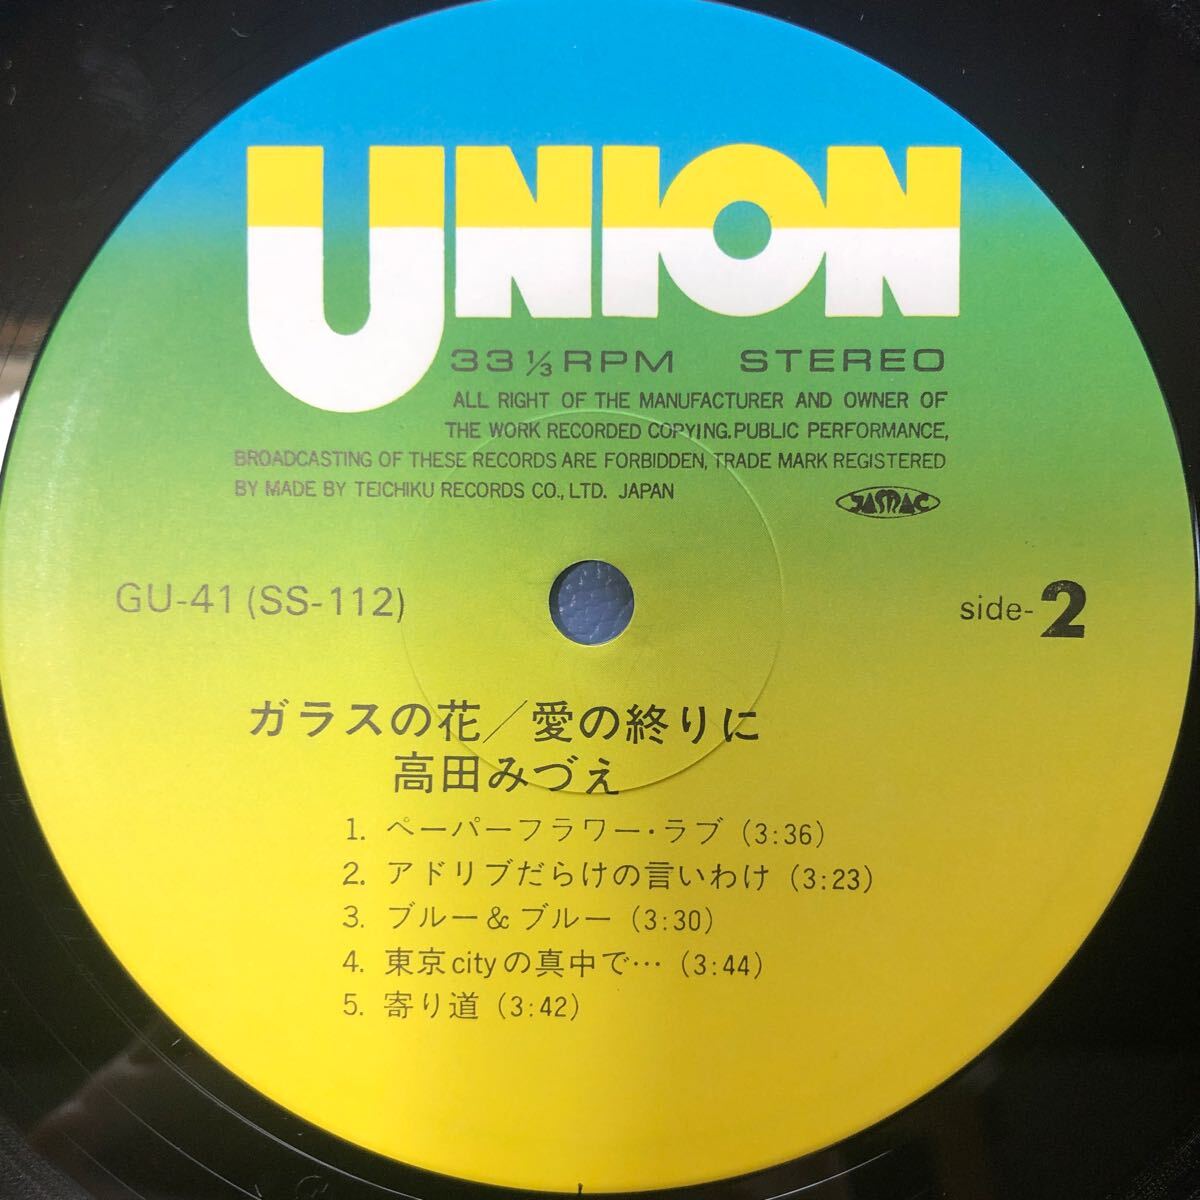 UNION
33 1/3 RPM STEREO
ALL RIGHT OF THE MANUFACTURER AND OWNER OF
THE WORK RECORDED COPYING.PUBLIC PERFORMANCE,
BROADCASTING OF THESE RECORDS ARE FORBIDDEN, TRADE MARK REGISTERED
BY MADE BY TEICHIKU RECORDS CO., LTD. JAPAN
JASRAC
GU-41 (SS-112)
side-2
ガラスの花／愛の終りに
高田みづえ
1. ペーパーフラワー・ラブ (3:36)
2. アドリブだらけの言いわけ (3:23)
3. ブルー&ブルー (3:30)
4. 東京cityの真中で… (3:44)
5. 寄り道 (3:42)